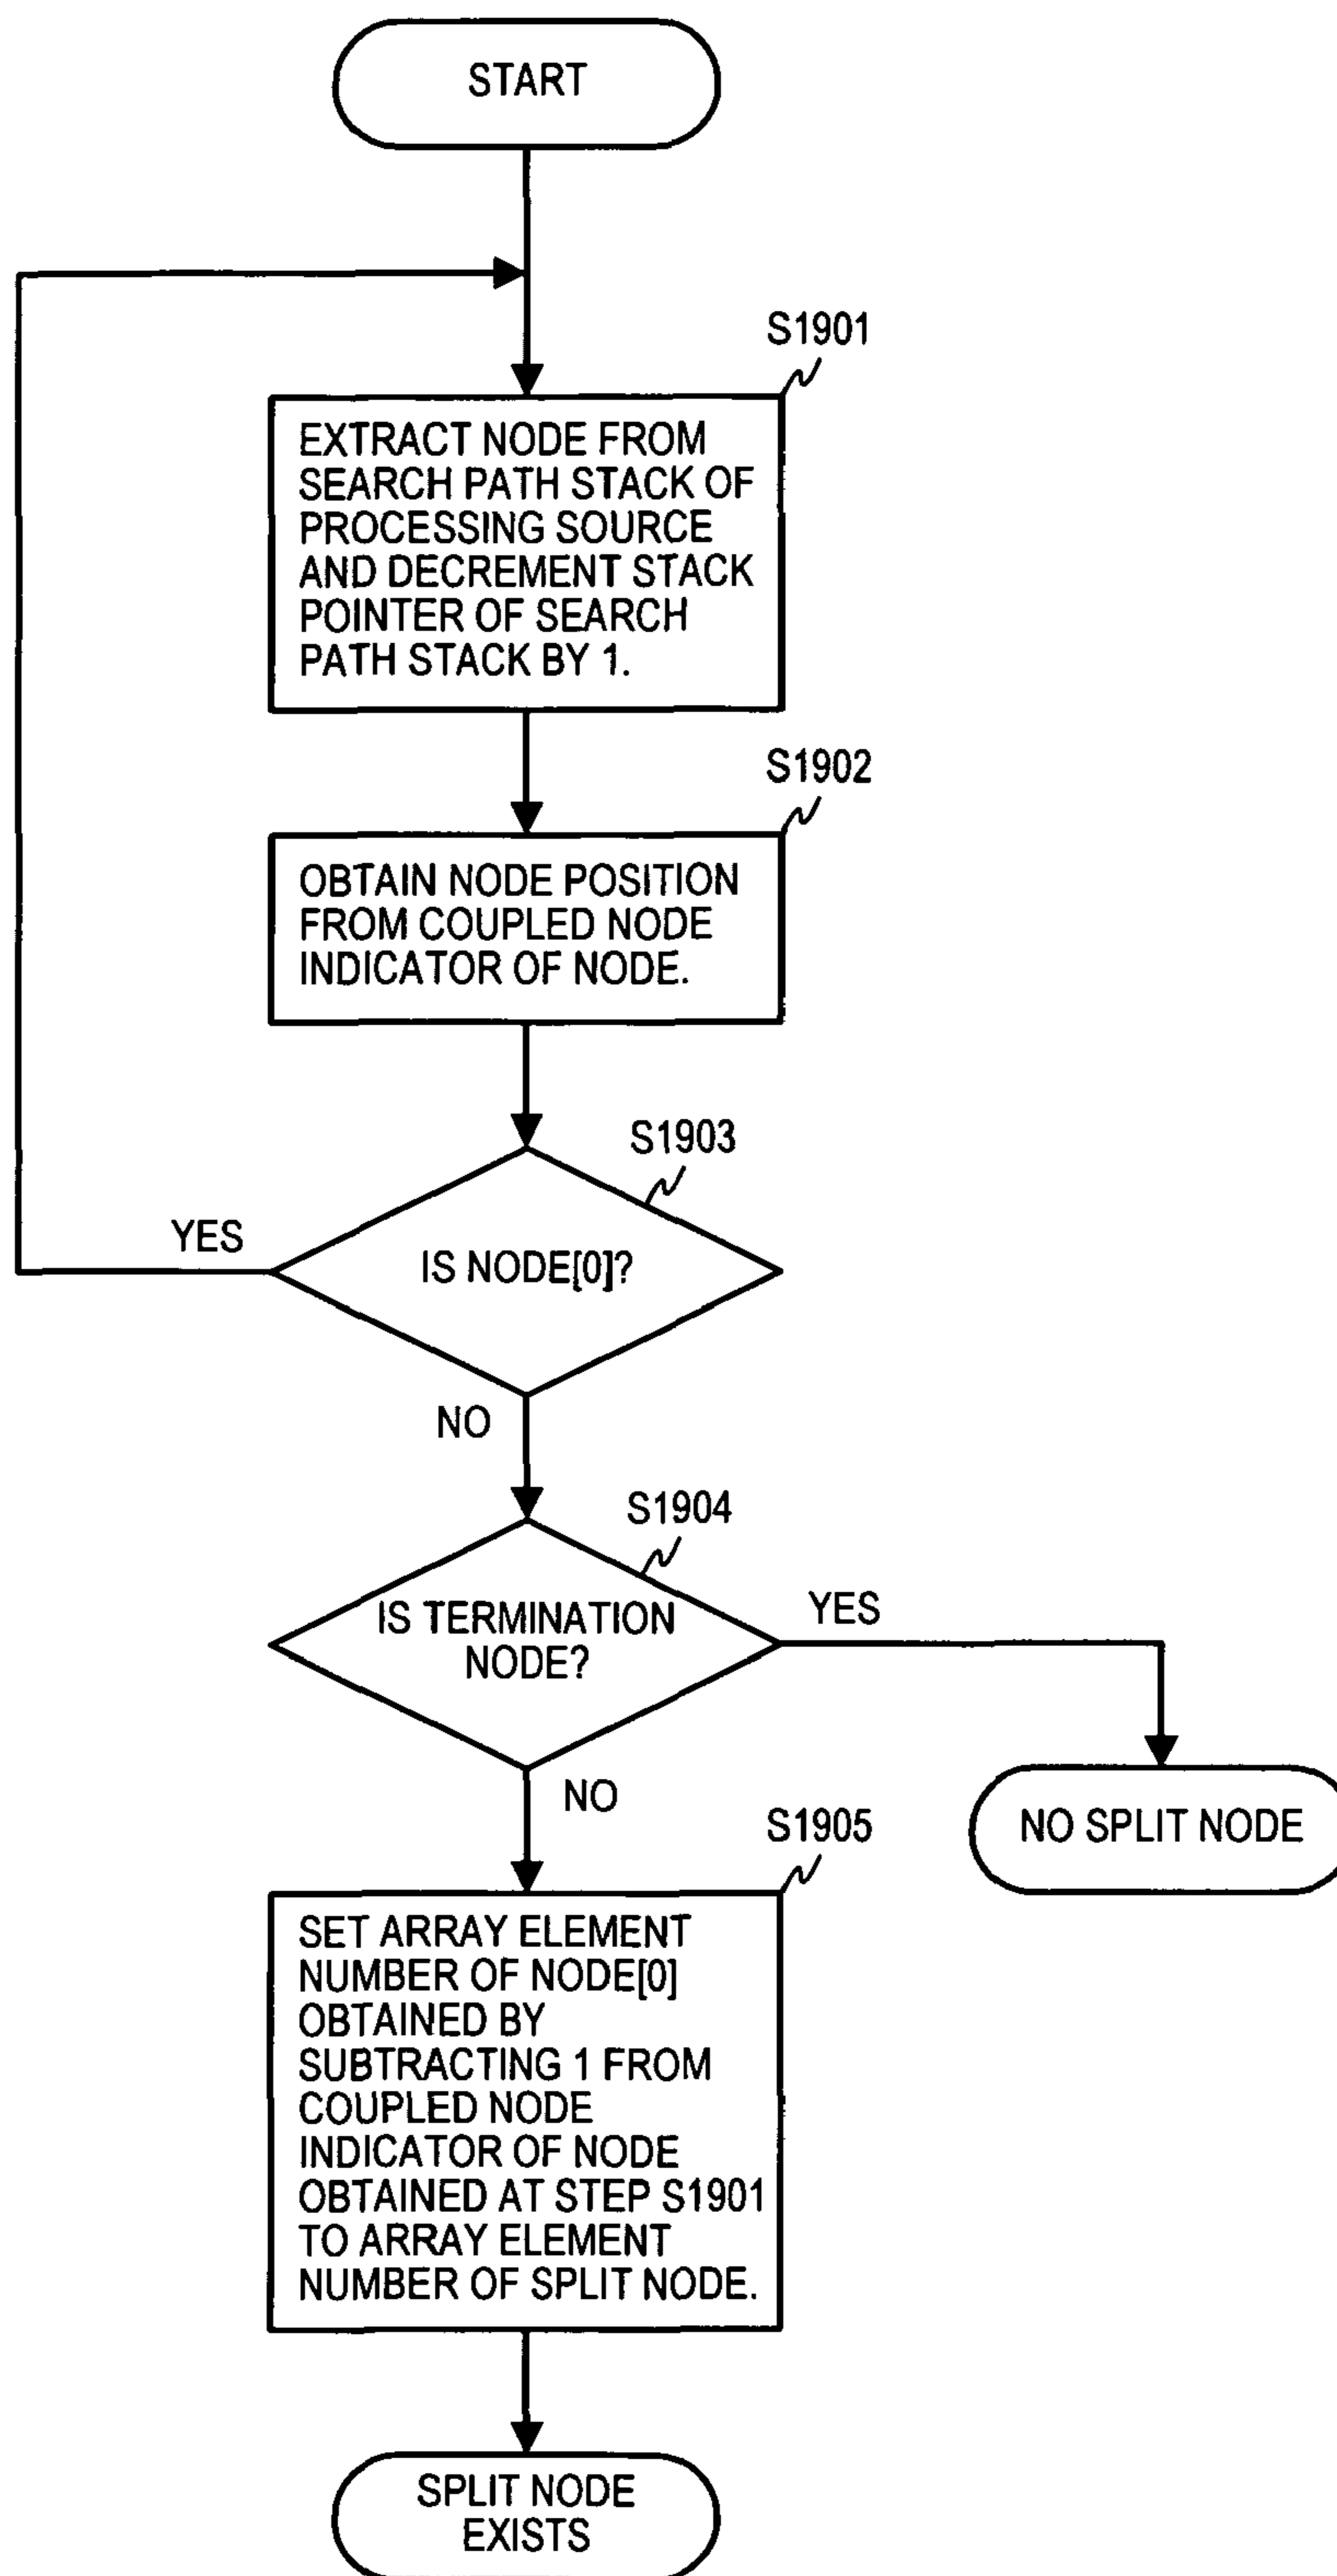 START
S1901
EXTRACT NODE FROM
SEARCH PATH STACK OF
PROCESSING SOURCE
AND DECREMENT STACK
POINTER OF SEARCH
PATH STACK BY 1.
S1902
OBTAIN NODE POSITION
FROM COUPLED NODE
INDICATOR OF NODE.
S1903
YES
IS NODE[0]?
NO
S1904
IS TERMINATION
NODE?
YES
NO
NO SPLIT NODE
S1905
SET ARRAY ELEMENT
NUMBER OF NODE[0]
OBTAINED BY
SUBTRACTING 1 FROM
COUPLED NODE
INDICATOR OF NODE
OBTAINED AT STEP S1901
TO ARRAY ELEMENT
NUMBER OF SPLIT NODE.
SPLIT NODE
EXISTS